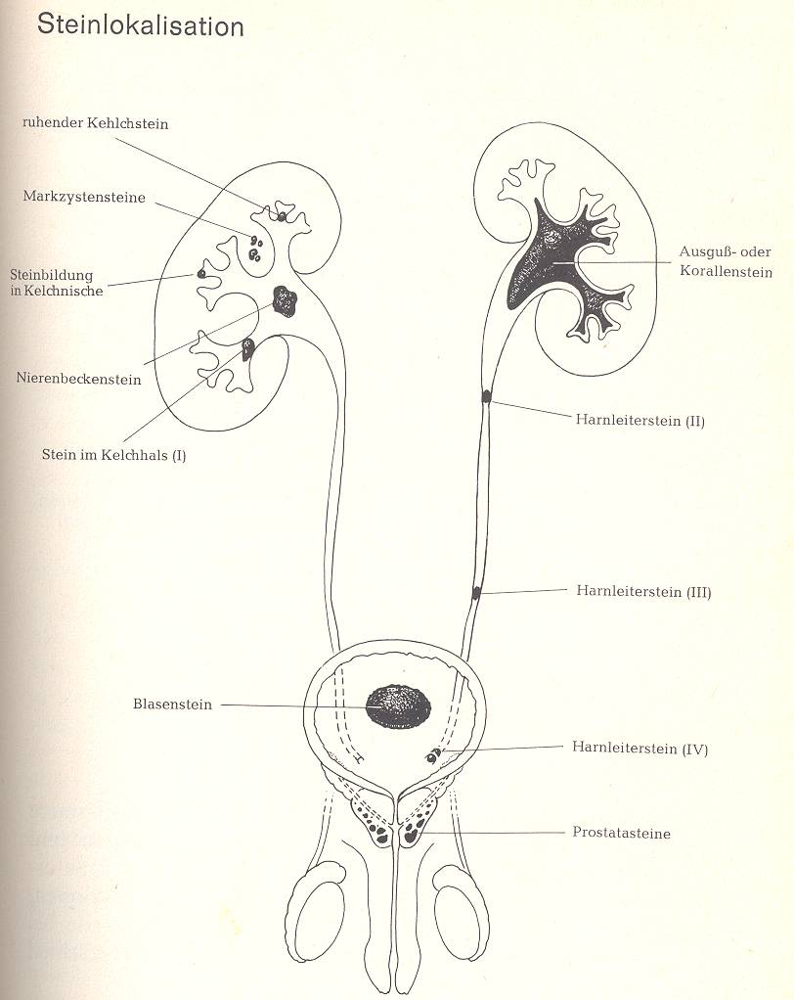 Steinlokalisation
ruhender Kehlchstein
Markzystensteine
Steinbildung
in Kelchnische
Nierenbeckenstein
Stein im Kelchhals (I)
Ausguß- oder
Korallenstein
Harnleiterstein (II)
Harnleiterstein (III)
Blasenstein
Harnleiterstein (IV)
Prostatasteine